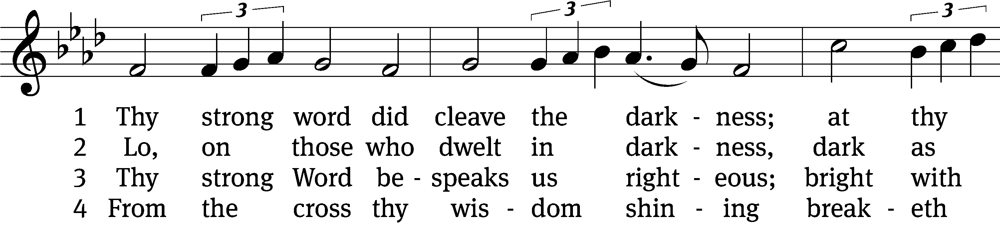 3 3 3
1 Thy strong word did cleave the dark - ness; at thy
2 Lo, on those who dwelt in dark - ness, dark as
3 Thy strong Word be - speaks us right - eous; bright with
4 From the cross thy wis - dom shin - ing break - eth